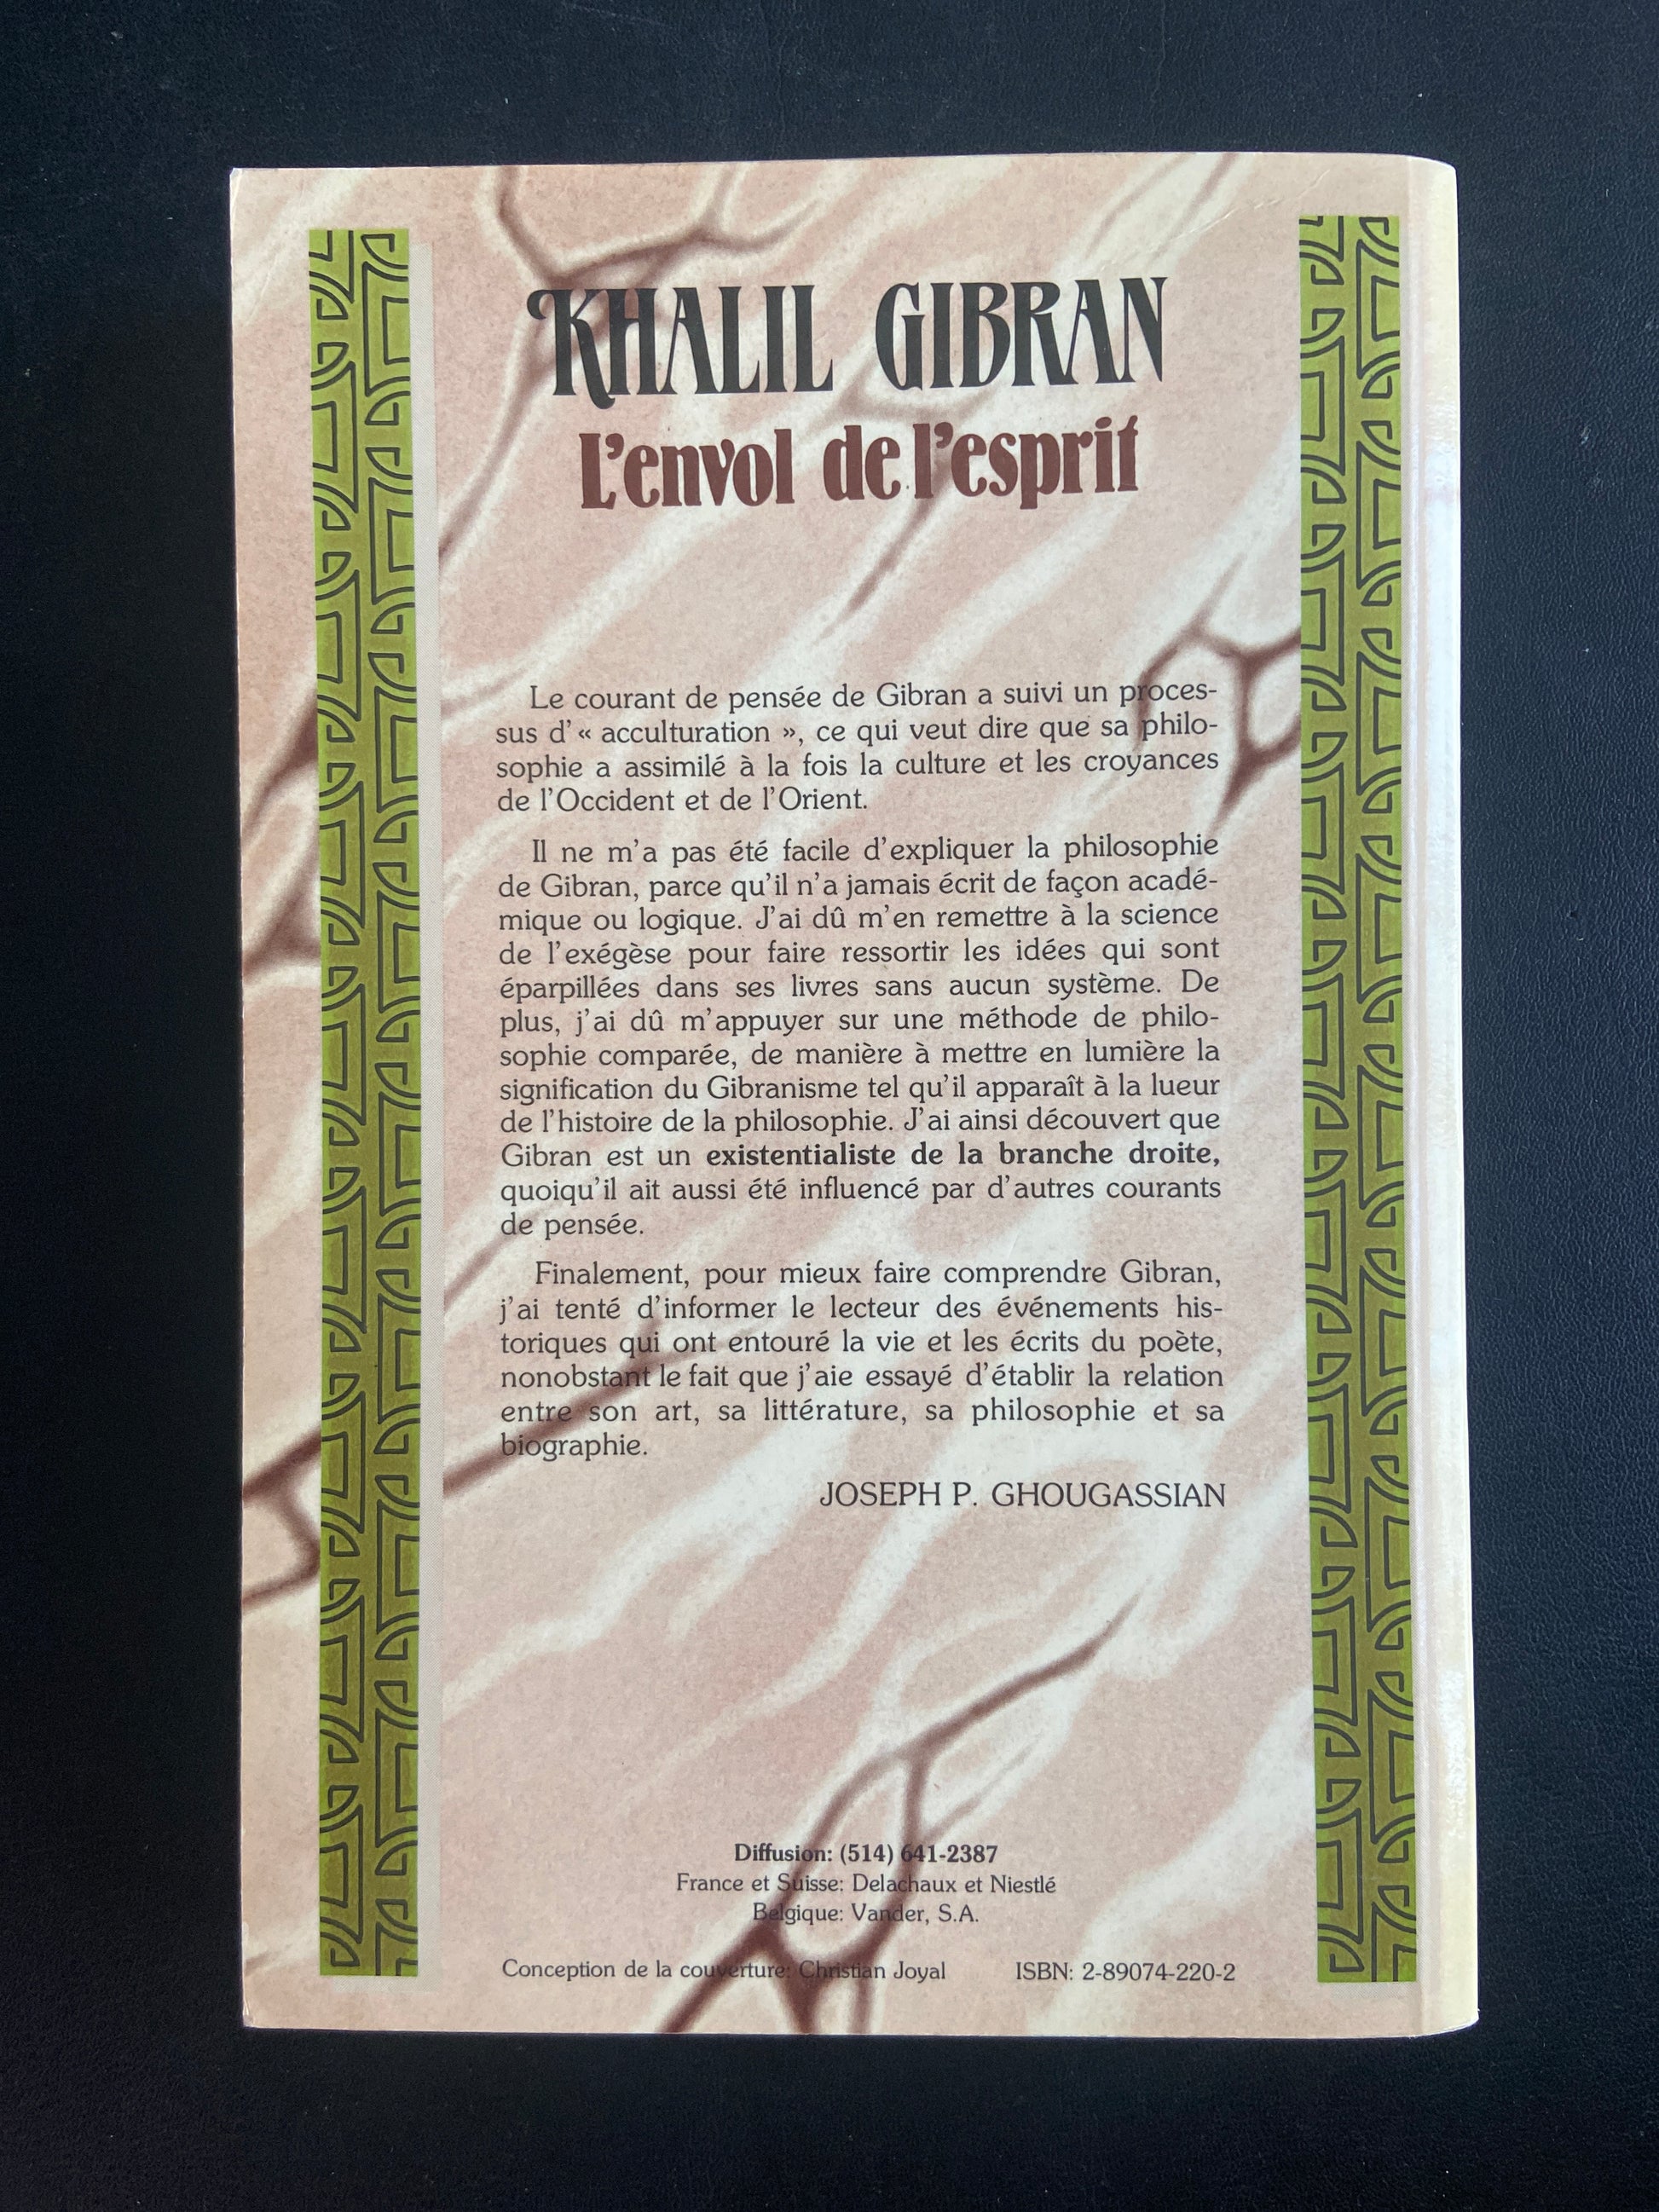 KHALIL GIBRAN
L'envol de l'esprit
Le courant de pensée de Gibran a suivi un proces-
sus d'« acculturation », ce qui veut dire que sa philo-
sophie a assimilé à la fois la culture et les croyances
de l'Occident et de l'Orient.
Il ne m'a pas été facile d'expliquer la philosophie
de Gibran, parce qu'il n'a jamais écrit de façon acadé-
mique ou logique. J'ai dû m'en remettre à la science
de l'exégèse pour faire ressortir les idées qui sont
éparpillées dans ses livres sans aucun système. De
plus, j'ai dû m'appuyer sur une méthode de philo-
sophie comparée, de manière à mettre en lumière la
signification du Gibranisme tel qu'il apparaît à la lueur
de l'histoire de la philosophie. J'ai ainsi découvert que
Gibran est un existentialiste de la branche droite,
quoiqu'il ait aussi été influencé par d'autres courants
de pensée.
Finalement, pour mieux faire comprendre Gibran,
j'ai tenté d'informer le lecteur des événements his-
toriques qui ont entouré la vie et les écrits du poète,
nonobstant le fait que j'aie essayé d'établir la relation
entre son art, sa littérature, sa philosophie et sa
biographie.
JOSEPH P. GHOUGASSIAN
Diffusion: (514) 641-2387
France et Suisse: Delachaux et Niestlé
Belgique: Vander, S.A.
Conception de la couverture: Christian Joyal ISBN: 2-89074-220-2